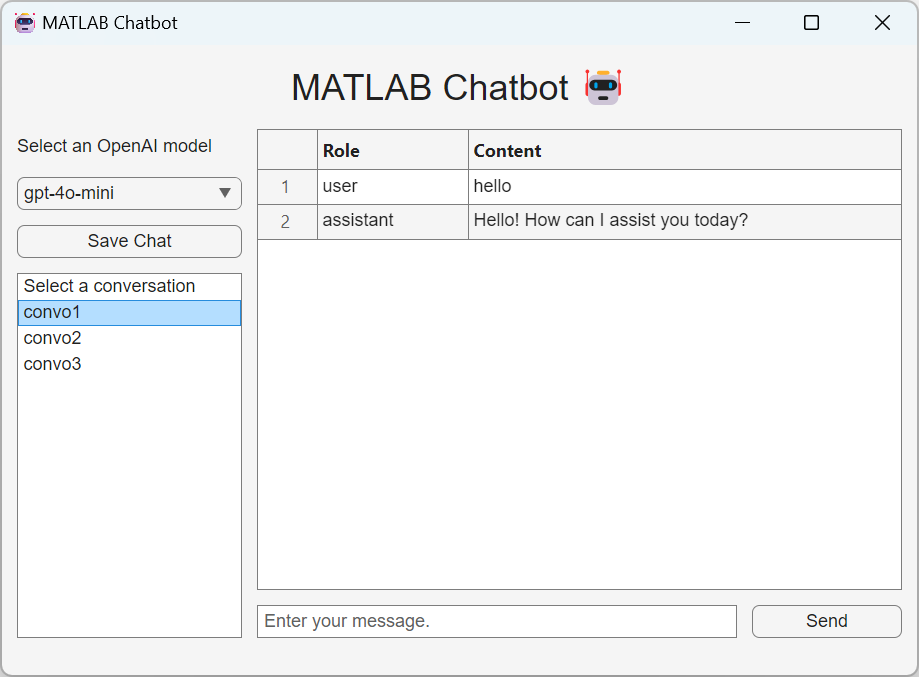 MATLAB Chatbot
MATLAB Chatbot
Select an OpenAI model
gpt-4o-mini
Save Chat
Select a conversation
convo1
convo2
convo3
Role Content
1 user hello
2 assistant Hello! How can I assist you today?
Enter your message.
Send